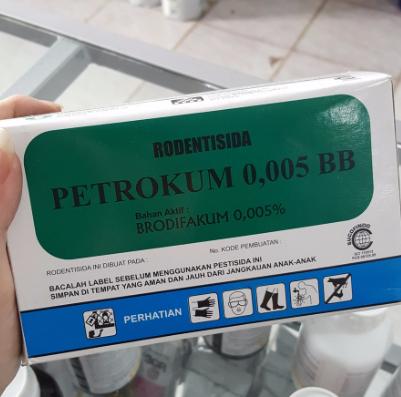 RODENTISIDA
PETROKUM 0,005 BB
Bahan Aktif :
BRODIFAKUM 0,005%
RODENTISIDA INI DIBUAT PADA :
No. KODE PEMBUATAN :
BACALAH LABEL SEBELUM MENGGUNAKAN PESTISIDA INI
SIMPAN DI TEMPAT YANG AMAN DAN JAUH DARI JANGKAUAN ANAK-ANAK
SUCOFINDO
PERHATIAN